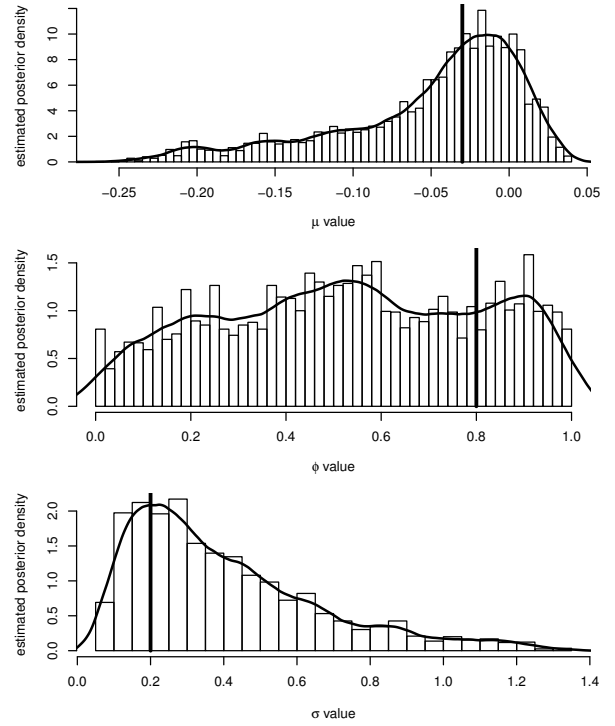 estimated posterior density
0 2 4 6 8 10
−0.25 −0.20 −0.15 −0.10 −0.05 0.00 0.05
μ value
estimated posterior density
0.0 0.5 1.0 1.5
0.0 0.2 0.4 0.6 0.8 1.0
ϕ value
estimated posterior density
0.0 0.5 1.0 1.5 2.0
0.0 0.2 0.4 0.6 0.8 1.0 1.2 1.4
σ value